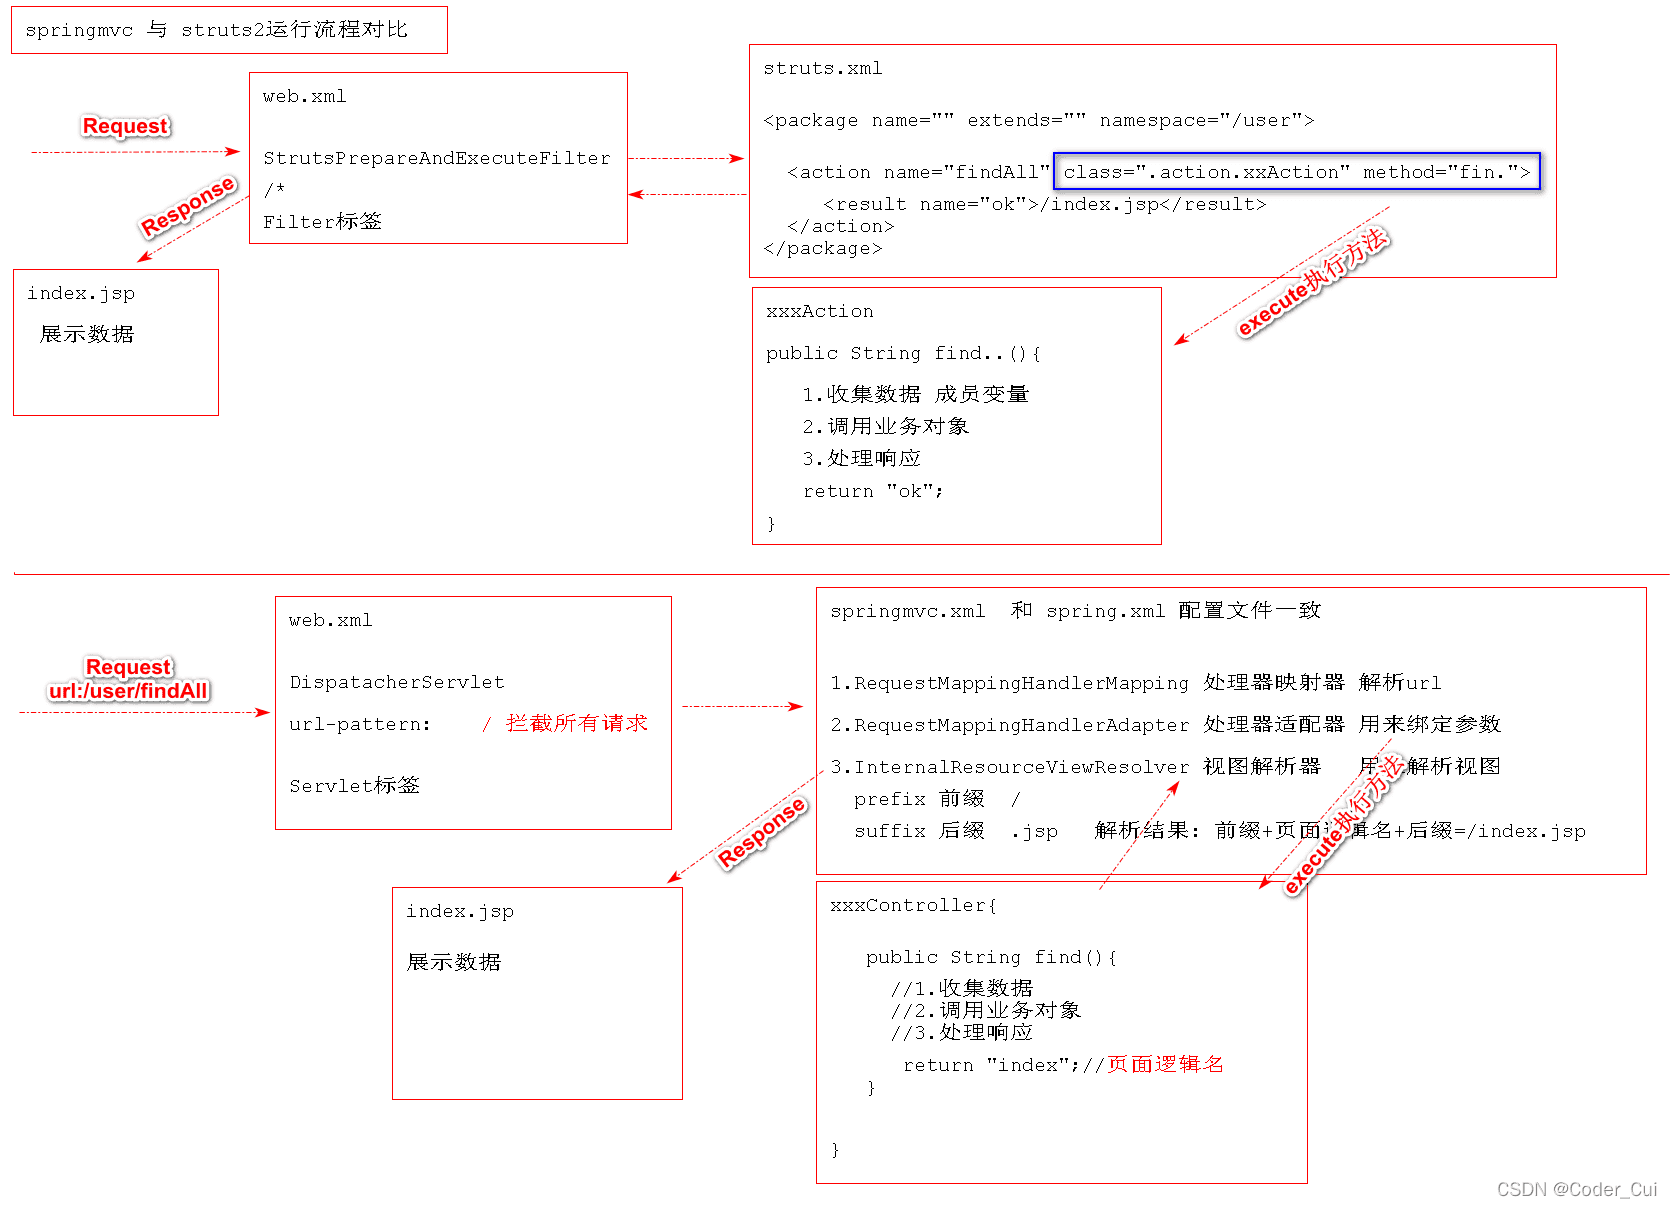 springmvc 与 struts2运行流程对比
Request
web.xml
StrutsPrepareAndExecuteFilter
/*
Filter标签
Response
index.jsp
展示数据
struts.xml
<package name="" extends="" namespace="/user">
<action name="findAll" class=".action.xxAction" method="fin.">
<result name="ok">/index.jsp</result>
</action>
</package>
execute执行方法
xxxAction
public String find..(){
1.收集数据 成员变量
2.调用业务对象
3.处理响应
return "ok";
}
Request
url:/user/findAll
web.xml
DispatacherServlet
url-pattern: / 拦截所有请求
Servlet标签
springmvc.xml 和 spring.xml 配置文件一致
1.RequestMappingHandlerMapping 处理器映射器 解析url
2.RequestMappingHandlerAdapter 处理器适配器 用来绑定参数
3.InternalResourceViewResolver 视图解析器 用 解析视图
prefix 前缀 /
suffix 后缀 .jsp 解析结果: 前缀+页面 辑名+后缀=/index.jsp
execute执行方法
Response
index.jsp
展示数据
xxxController{
public String find(){
//1.收集数据
//2.调用业务对象
//3.处理响应
return "index";//页面逻辑名
}
}
CSDN @Coder_Cui